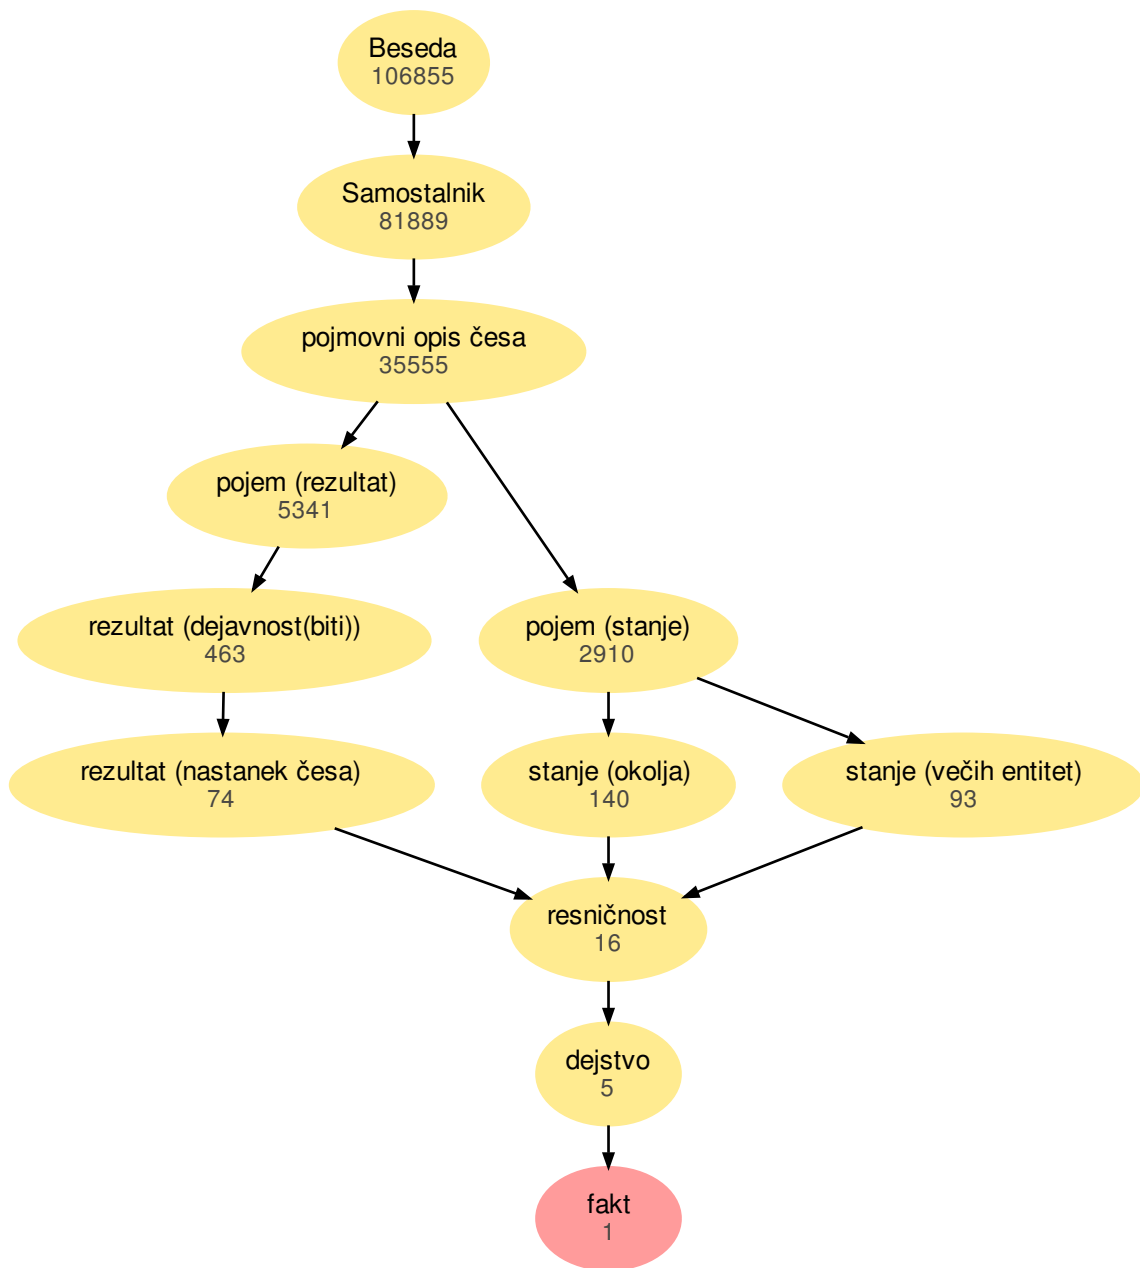 Beseda
106855
Samostalnik
81889
pojmovni opis česa
35555
pojem (rezultat)
5341
rezultat (dejavnost(biti))
463
pojem (stanje)
2910
rezultat (nastanek česa)
74
stanje (okolja)
140
stanje (večih entitet)
93
resničnost
16
dejstvo
5
fakt
1